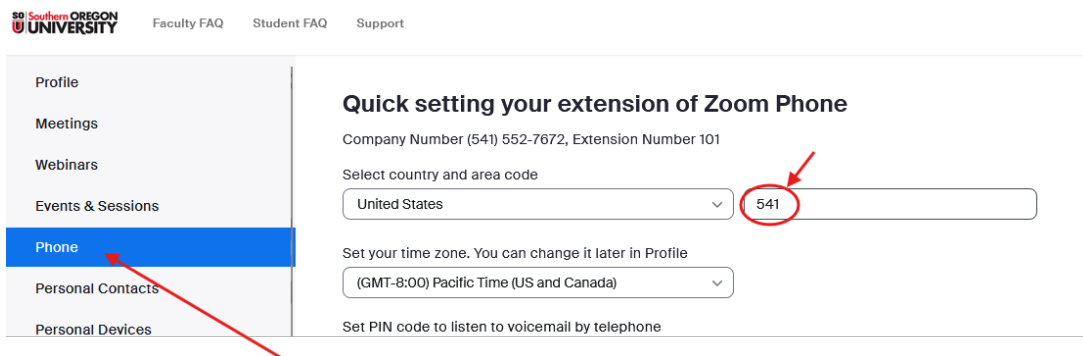 SO Southern OREGON
U UNIVERSITY
Faculty FAQ
Student FAQ
Support
Profile
Meetings
Webinars
Events & Sessions
Phone
Personal Contacts
Personal Devices
Quick setting your extension of Zoom Phone
Company Number (541) 552-7672, Extension Number 101
Select country and area code
United States
541
Set your time zone. You can change it later in Profile
(GMT-8:00) Pacific Time (US and Canada)
Set PIN code to listen to voicemail by telephone